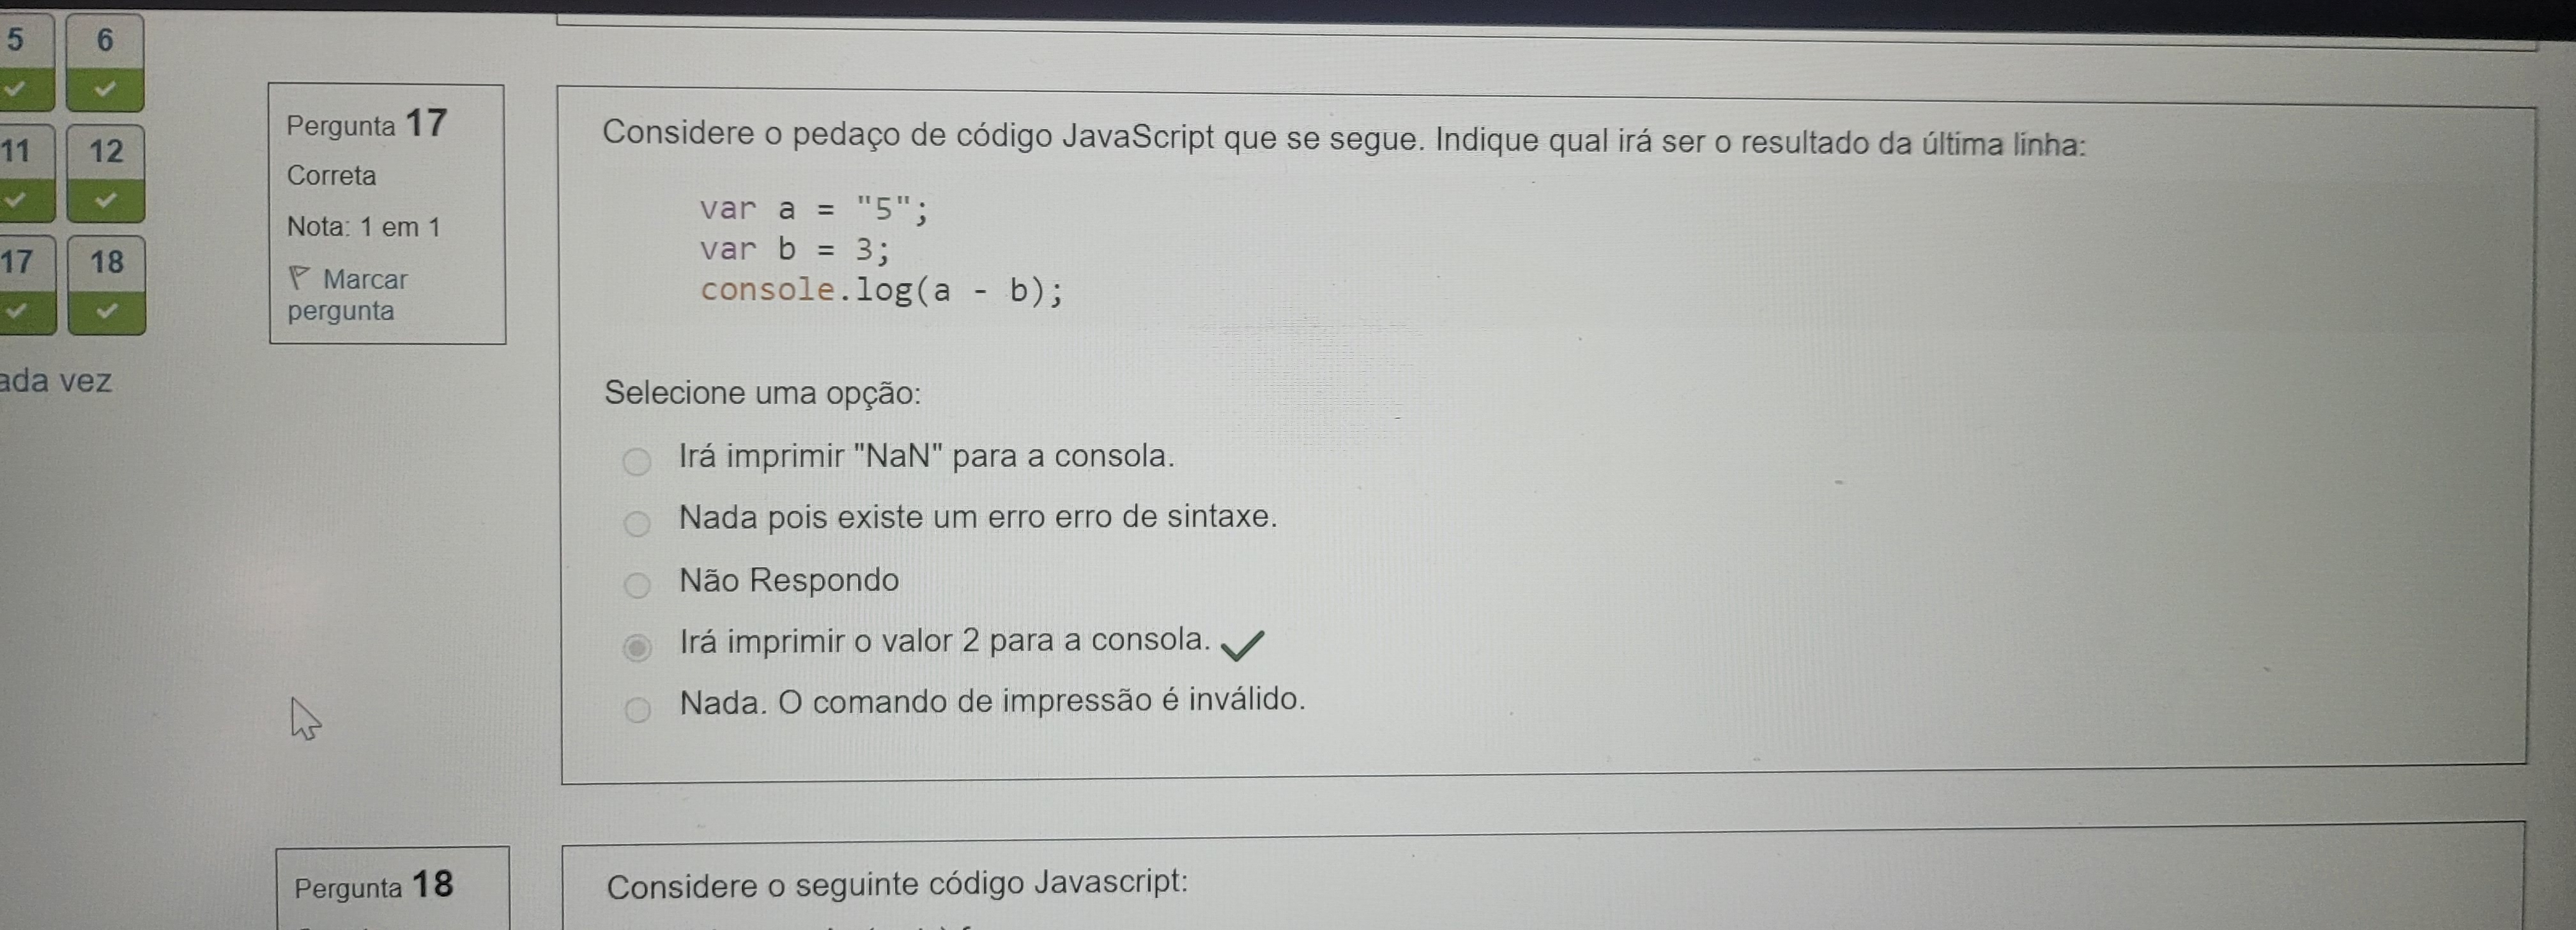 5 6
11 12
17 18
ada vez
Pergunta 17
Correta
Nota: 1 em 1
Marcar
pergunta
Considere o pedaço de código JavaScript que se segue. Indique qual irá ser o resultado da última linha:
var a = "5";
var b = 3;
console.log(a - b);
Selecione uma opção:
Irá imprimir "NaN" para a consola.
Nada pois existe um erro erro de sintaxe.
Não Respondo
Irá imprimir o valor 2 para a consola.
Nada. O comando de impressão é inválido.
Pergunta 18
Considere o seguinte código Javascript: